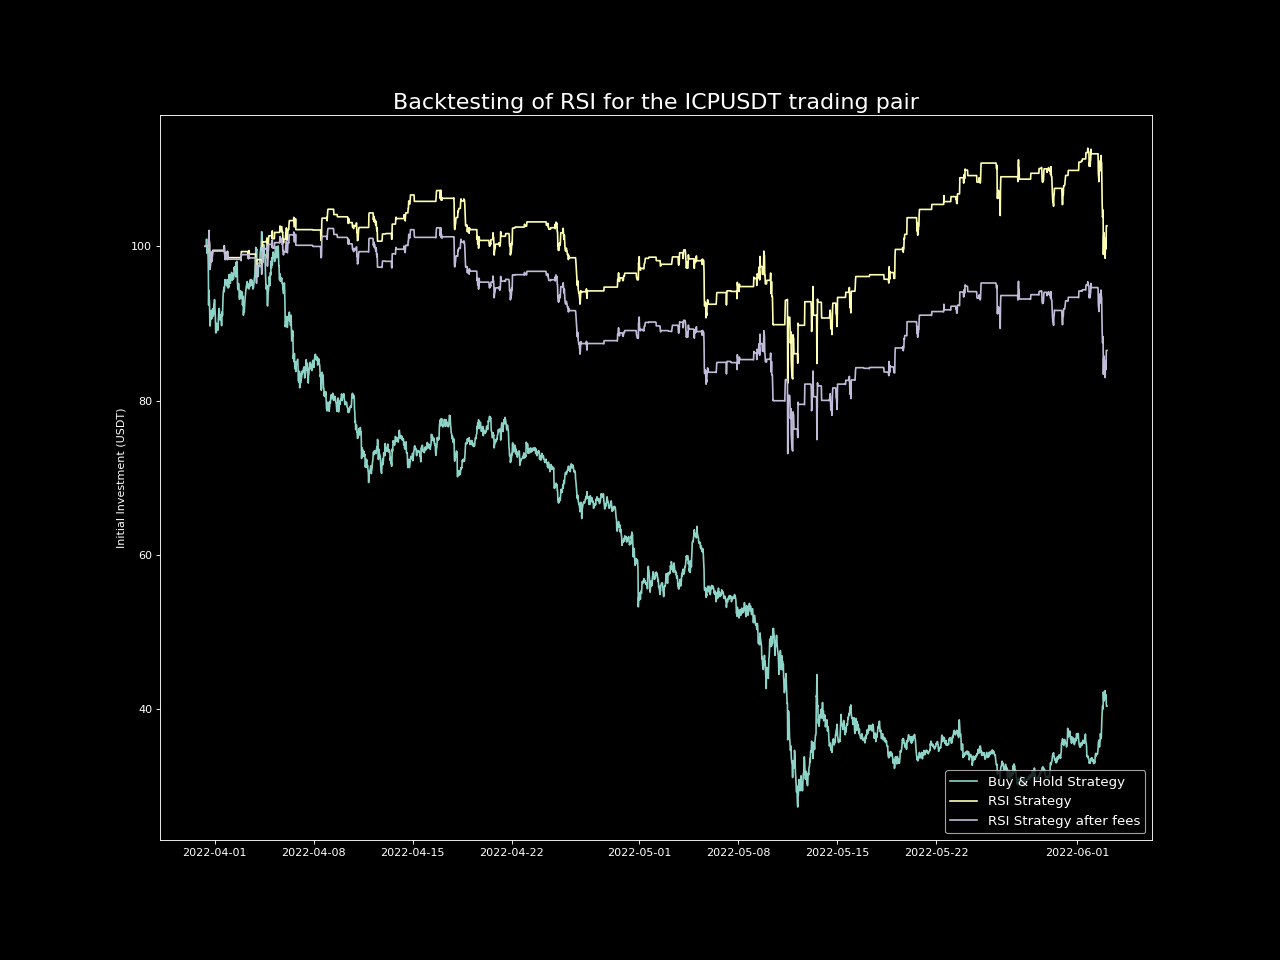 Backtesting of RSI for the ICPUSDT trading pair
Initial Investment (USDT)
100
80
60
40
2022-04-01 2022-04-08 2022-04-15 2022-04-22 2022-05-01 2022-05-08 2022-05-15 2022-05-22 2022-06-01
Buy & Hold Strategy
RSI Strategy
RSI Strategy after fees